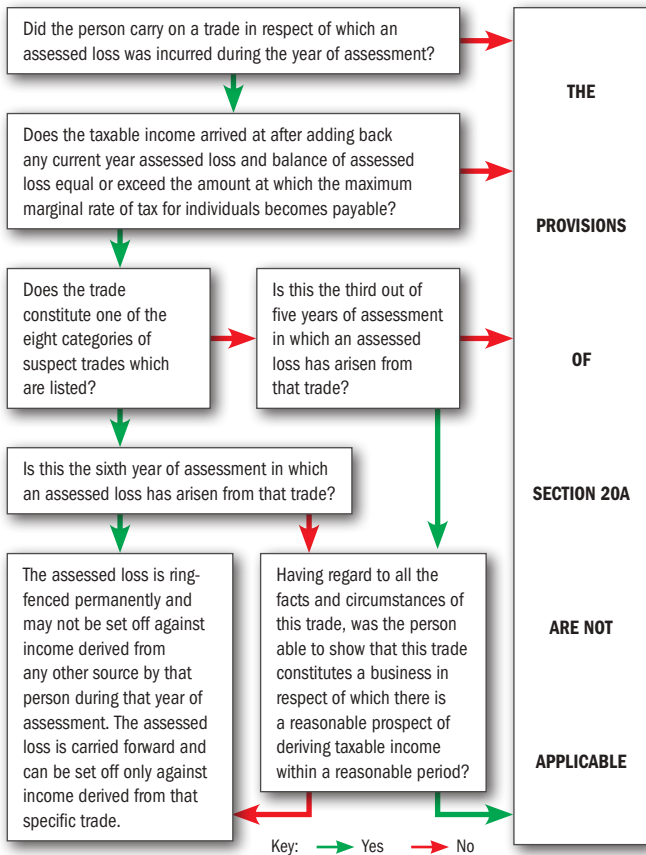 Did the person carry on a trade in respect of which an
assessed loss was incurred during the year of assessment?
Does the taxable income arrived at after adding back
any current year assessed loss and balance of assessed
loss equal or exceed the amount at which the maximum
marginal rate of tax for individuals becomes payable?
Does the trade
constitute one of the
eight categories of
suspect trades which
are listed?
Is this the third out of
five years of assessment
in which an assessed
loss has arisen from
that trade?
Is this the sixth year of assessment in which
an assessed loss has arisen from that trade?
The assessed loss is ring-
fenced permanently and
may not be set off against
income derived from
any other source by that
person during that year of
assessment. The assessed
loss is carried forward and
can be set off only against
income derived from that
specific trade.
Having regard to all the
facts and circumstances of
this trade, was the person
able to show that this trade
constitutes a business in
respect of which there is
a reasonable prospect of
deriving taxable income
within a reasonable period?
THE
PROVISIONS
OF
SECTION 20A
ARE NOT
APPLICABLE
Key: Yes No